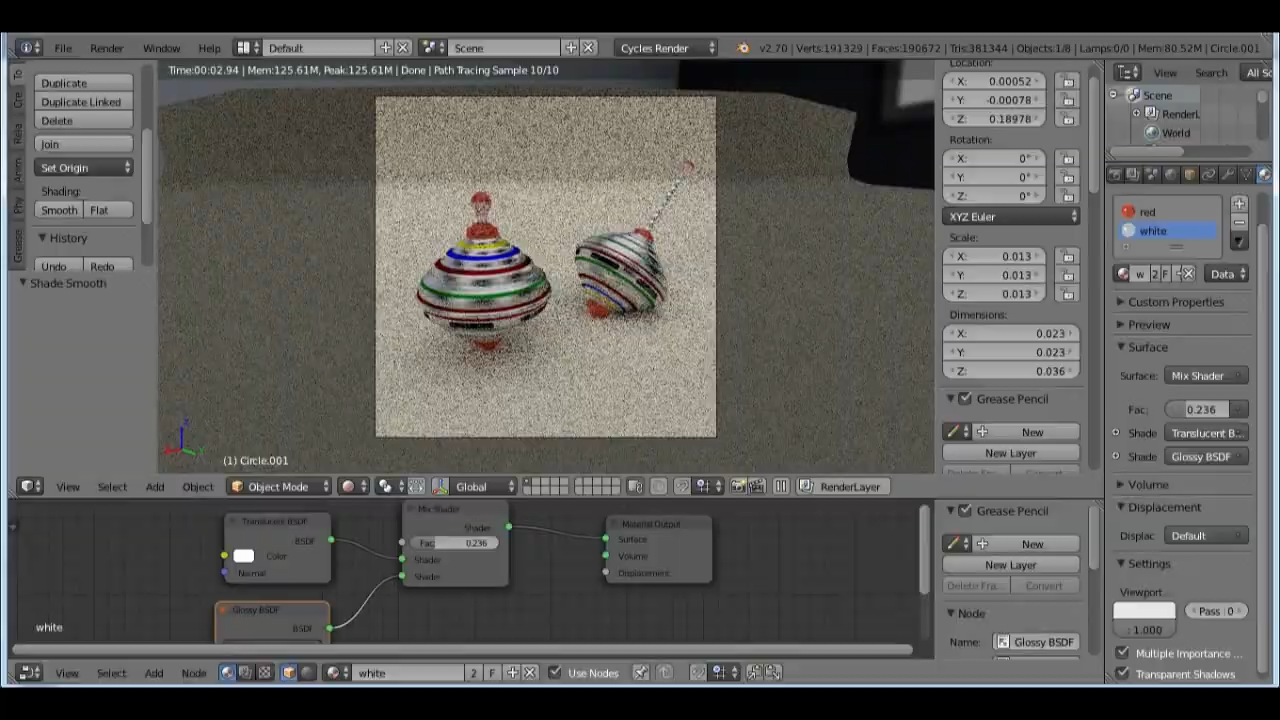 File Render Window Help Default Scene Cycles Render v2.70 | Verts:191329 | Faces:190672 | Tris:381344 | Objects:1/8 | Lamps:0/0 | Mem:80.52M | Circle.001
Time:00:02.94 | Mem:125.61M, Peak:125.61M | Done | Path Tracing Sample 10/10
Duplicate
Duplicate Linked
Delete
Join
Set Origin
Shading:
Smooth Flat
History
Undo Redo
Shade Smooth
(1) Circle.001
Location:
X: 0.00052
Y: -0.00078
Z: 0.18978
Rotation:
X: 0°
Y: 0°
Z: 0°
XYZ Euler
Scale:
X: 0.013
Y: 0.013
Z: 0.013
Dimensions:
X: 0.023
Y: 0.023
Z: 0.036
Grease Pencil
New
New Layer
View Search All Sc
Scene
RenderL
World
red
white
w 2 F Data
Custom Properties
Preview
Surface
Surface: Mix Shader
Fac: 0.236
Shade Translucent B...
Shade Glossy BSDF
Volume
Displacement
Displac: Default
Settings
Viewport
Pass 0
: 1.000
Multiple Importance ...
Transparent Shadows
View Select Add Object Object Mode Global RenderLayer
Translucent BSDF
BSDF
Color
Normal
Mix Shader
Shader
Fac: 0.236
Shader
Shader
Material Output
Surface
Volume
Displacement
Glossy BSDF
BSDF
white
Grease Pencil
New
New Layer
Delete Fra... Convert
Node
Name: Glossy BSDF
View Select Add Node white 2 F Use Nodes